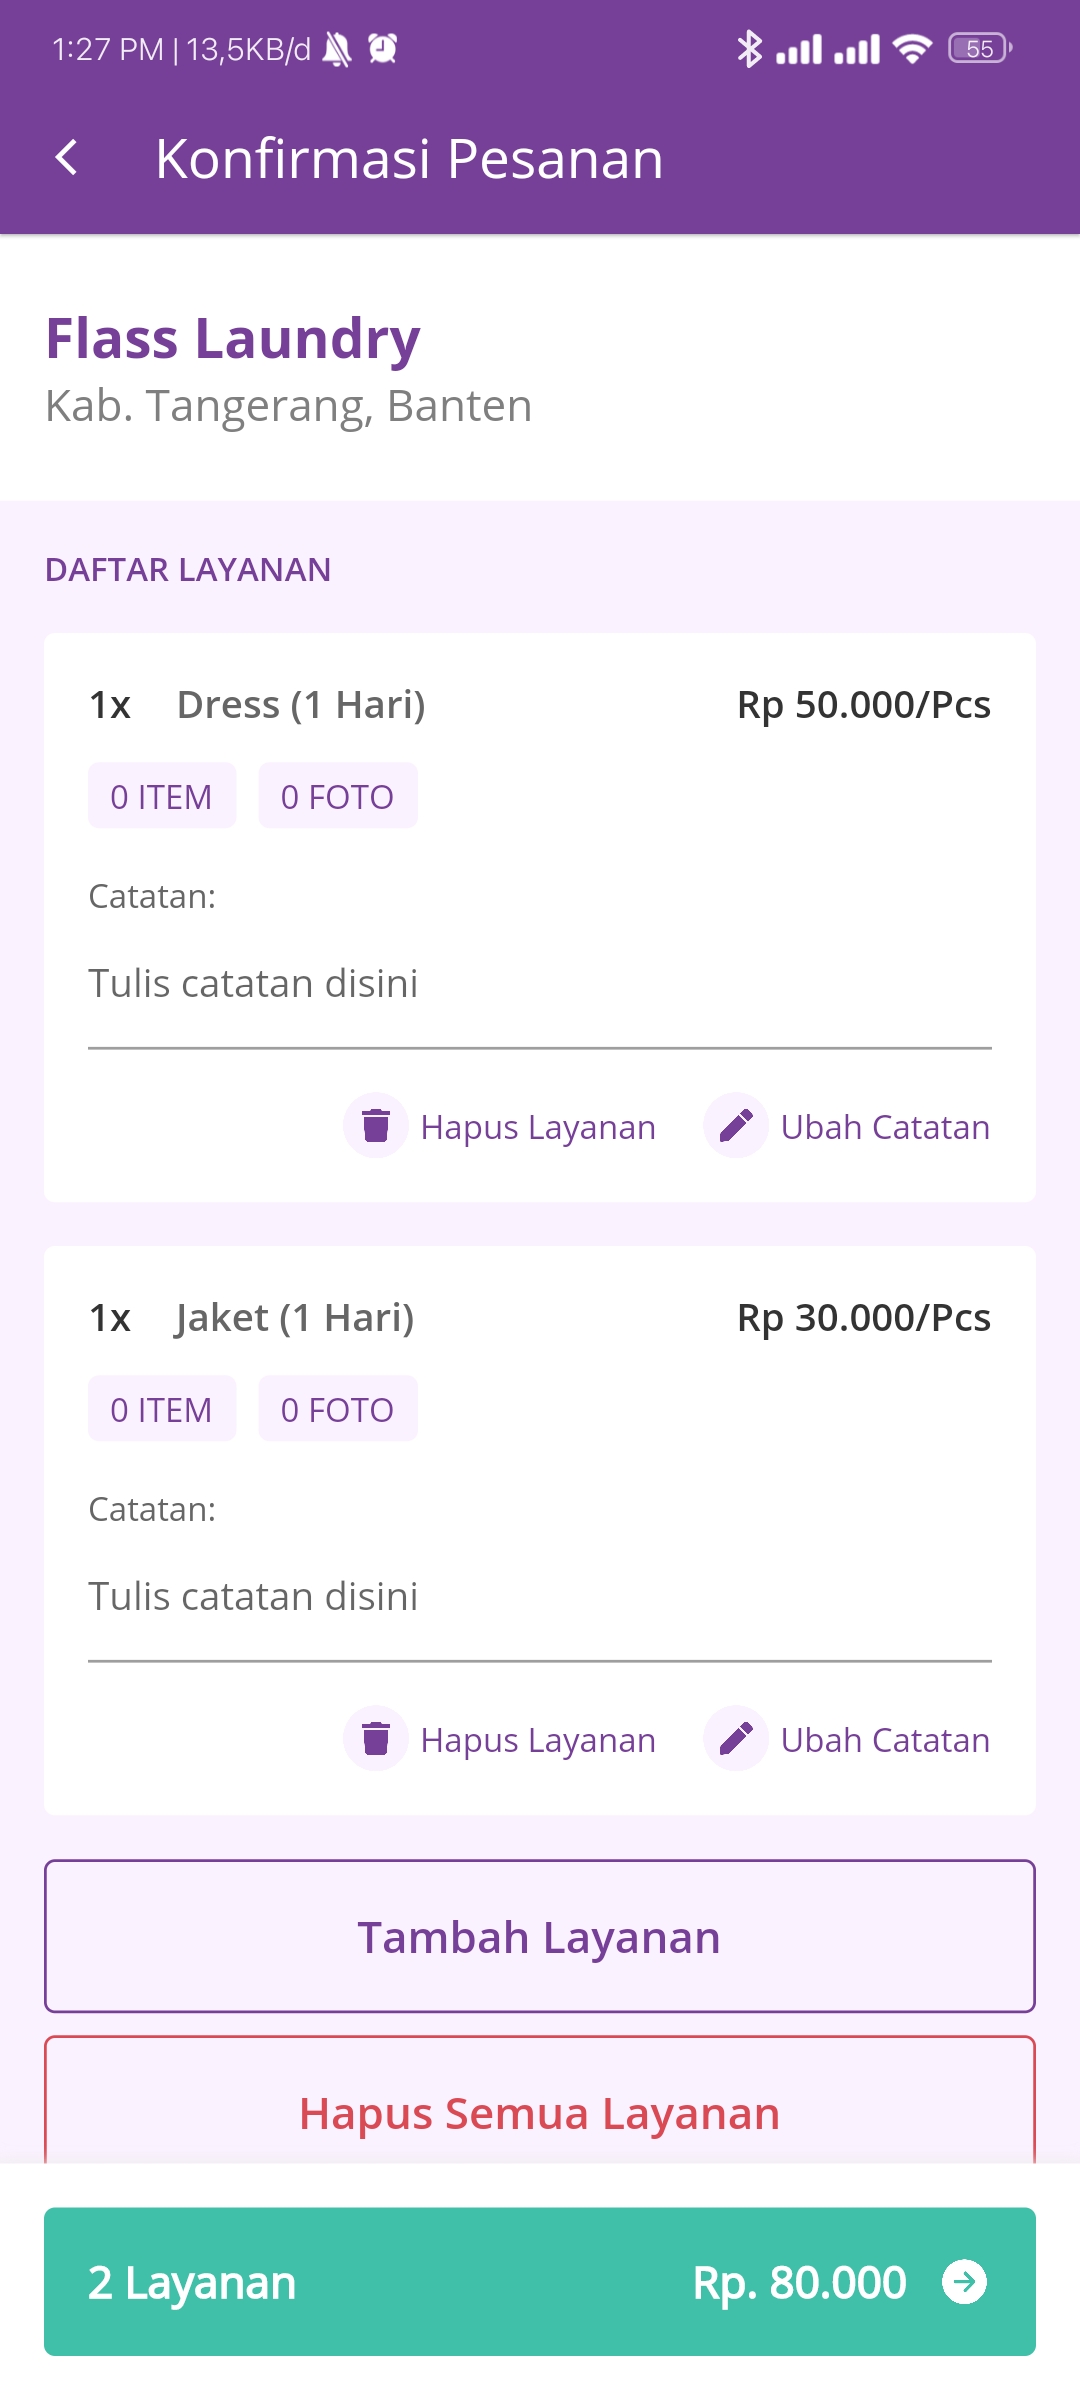 1:27 PM | 13,5KB/d 55
Konfirmasi Pesanan
Flass Laundry
Kab. Tangerang, Banten
DAFTAR LAYANAN
1x Dress (1 Hari) Rp 50.000/Pcs
0 ITEM 0 FOTO
Catatan:
Tulis catatan disini
Hapus Layanan Ubah Catatan
1x Jaket (1 Hari) Rp 30.000/Pcs
0 ITEM 0 FOTO
Catatan:
Tulis catatan disini
Hapus Layanan Ubah Catatan
Tambah Layanan
Hapus Semua Layanan
2 Layanan Rp. 80.000